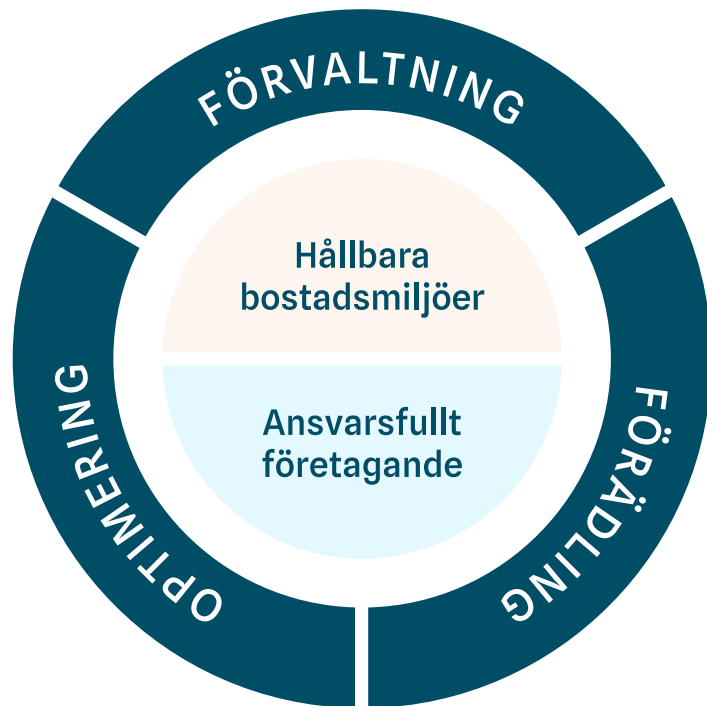 FÖRVALTNING
Hållbara
bostadsmiljöer
Ansvarsfullt
företagande
OPTIMERING
FÖRÄDLING